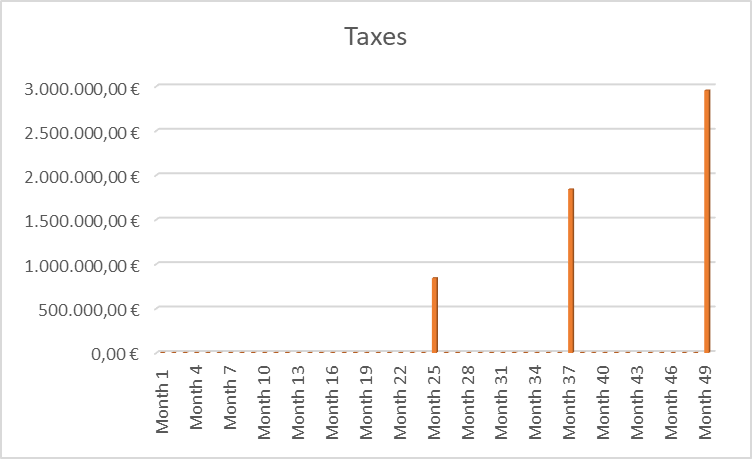 Taxes
3.000.000,00 €
2.500.000,00 €
2.000.000,00 €
1.500.000,00 €
1.000.000,00 €
500.000,00 €
0,00 €
Month 1
Month 4
Month 7
Month 10
Month 13
Month 16
Month 19
Month 22
Month 25
Month 28
Month 31
Month 34
Month 37
Month 40
Month 43
Month 46
Month 49